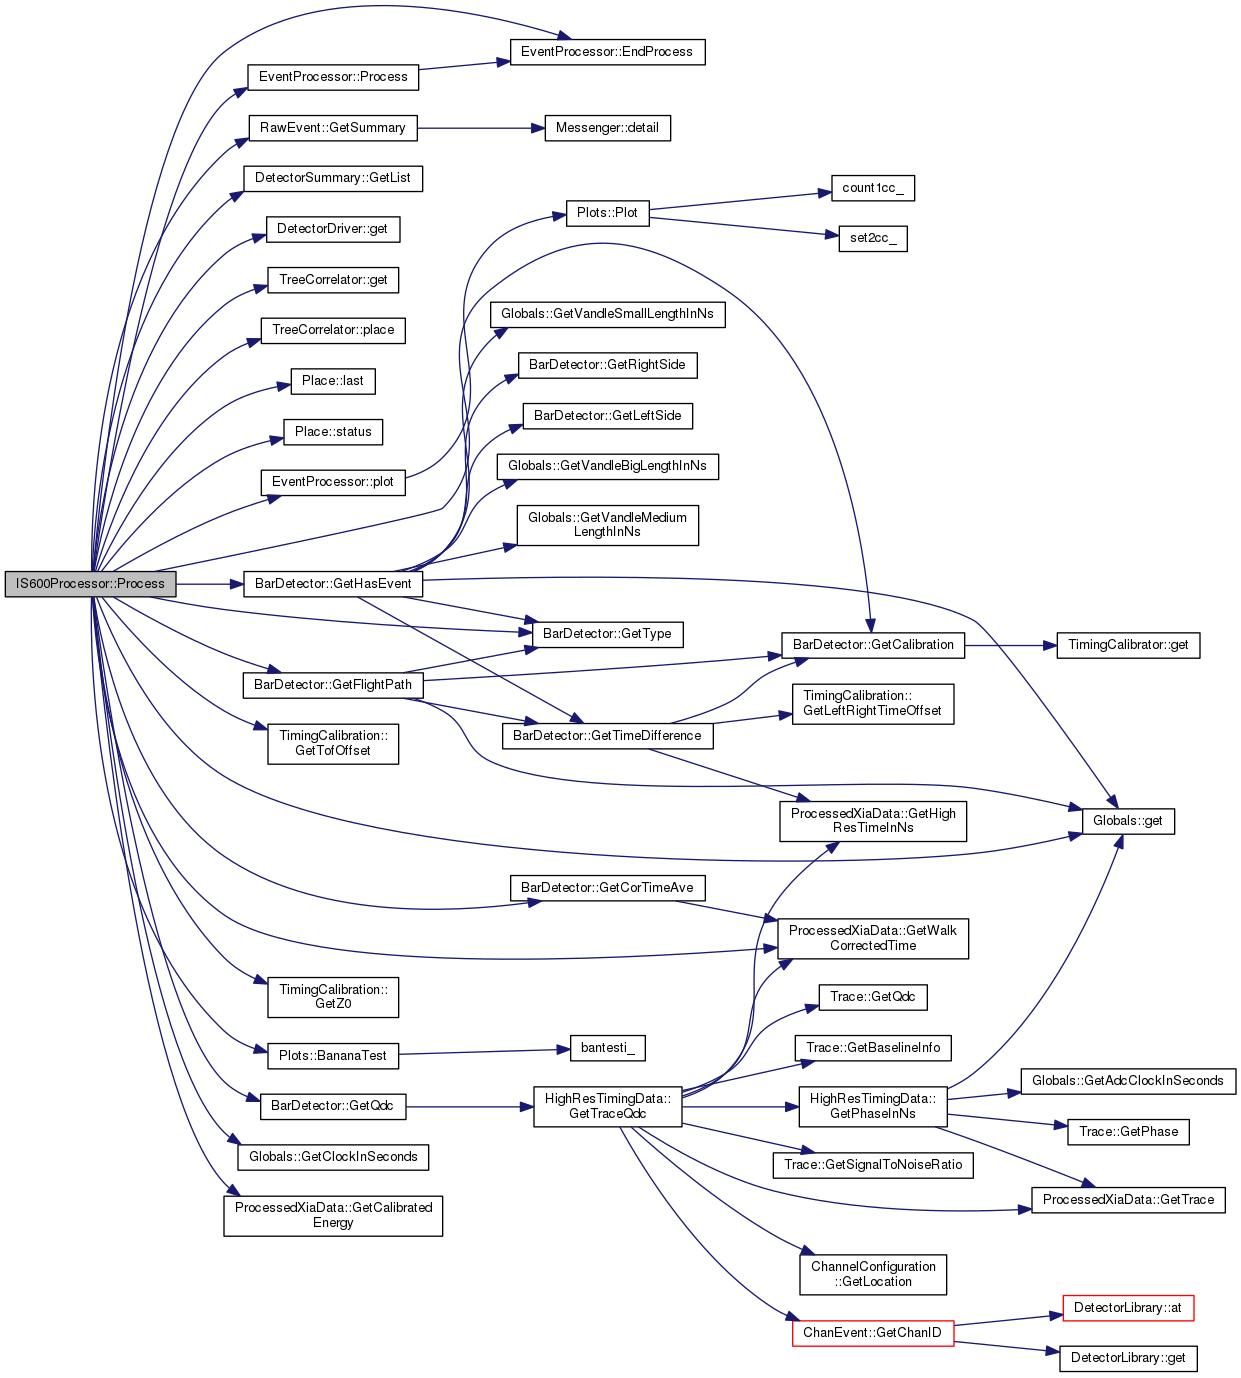 EventProcessor::EndProcess
EventProcessor::Process
RawEvent::GetSummary
Messenger::detail
DetectorSummary::GetList
count1cc_
Plots::Plot
DetectorDriver::get
set2cc_
TreeCorrelator::get
Globals::GetVandleSmallLengthInNs
TreeCorrelator::place
BarDetector::GetRightSide
Place::last
BarDetector::GetLeftSide
Place::status
Globals::GetVandleBigLengthInNs
EventProcessor::plot
Globals::GetVandleMedium
LengthInNs
IS600Processor::Process
BarDetector::GetHasEvent
BarDetector::GetType
BarDetector::GetCalibration
TimingCalibrator::get
BarDetector::GetFlightPath
TimingCalibration::
GetLeftRightTimeOffset
TimingCalibration::
GetTofOffset
BarDetector::GetTimeDifference
ProcessedXiaData::GetHigh
ResTimeInNs
Globals::get
BarDetector::GetCorTimeAve
ProcessedXiaData::GetWalk
CorrectedTime
TimingCalibration::
GetZ0
Trace::GetQdc
Plots::BananaTest
bantesti_
Trace::GetBaselineInfo
Globals::GetAdcClockInSeconds
BarDetector::GetQdc
HighResTimingData::
GetTraceQdc
HighResTimingData::
GetPhaseInNs
Trace::GetPhase
Globals::GetClockInSeconds
Trace::GetSignalToNoiseRatio
ProcessedXiaData::GetCalibrated
Energy
ProcessedXiaData::GetTrace
ChannelConfiguration
::GetLocation
DetectorLibrary::at
ChanEvent::GetChanID
DetectorLibrary::get